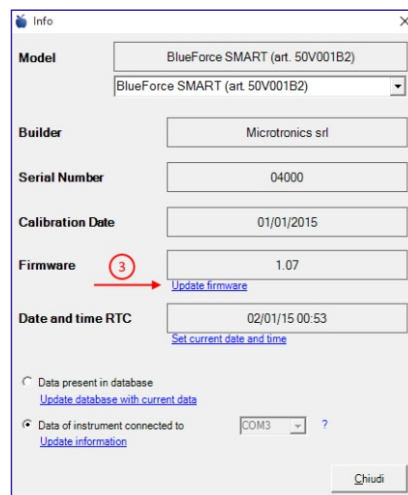 Info
Model
BlueForce SMART (art. 50V001B2)
BlueForce SMART (art. 50V001B2)
Builder
Microtronics srl
Serial Number
04000
Calibration Date
01/01/2015
Firmware
3
1.07
Update firmware
Date and time RTC
02/01/15 00:53
Set current date and time
Data present in database
Update database with current data
Data of instrument connected to
COM3
?
Update information
Chiudi